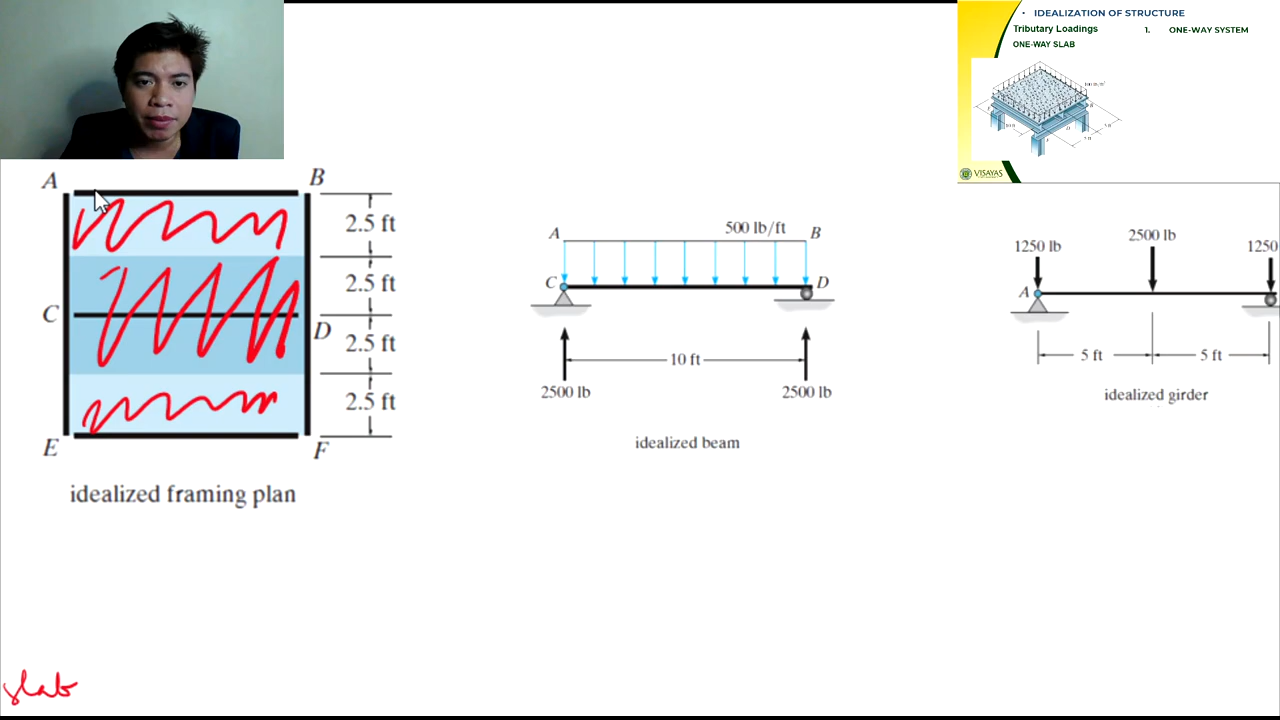 • IDEALIZATION OF STRUCTURE
Tributary Loadings
1. ONE-WAY SYSTEM
ONE-WAY SLAB
VISAYAS
A
B
2.5 ft
2.5 ft
C
D
2.5 ft
2.5 ft
E
F
idealized framing plan
500 lb/ft
A
B
C
D
10 ft
2500 lb
2500 lb
idealized beam
1250 lb
2500 lb
1250
A
5 ft
5 ft
idealized girder
slab